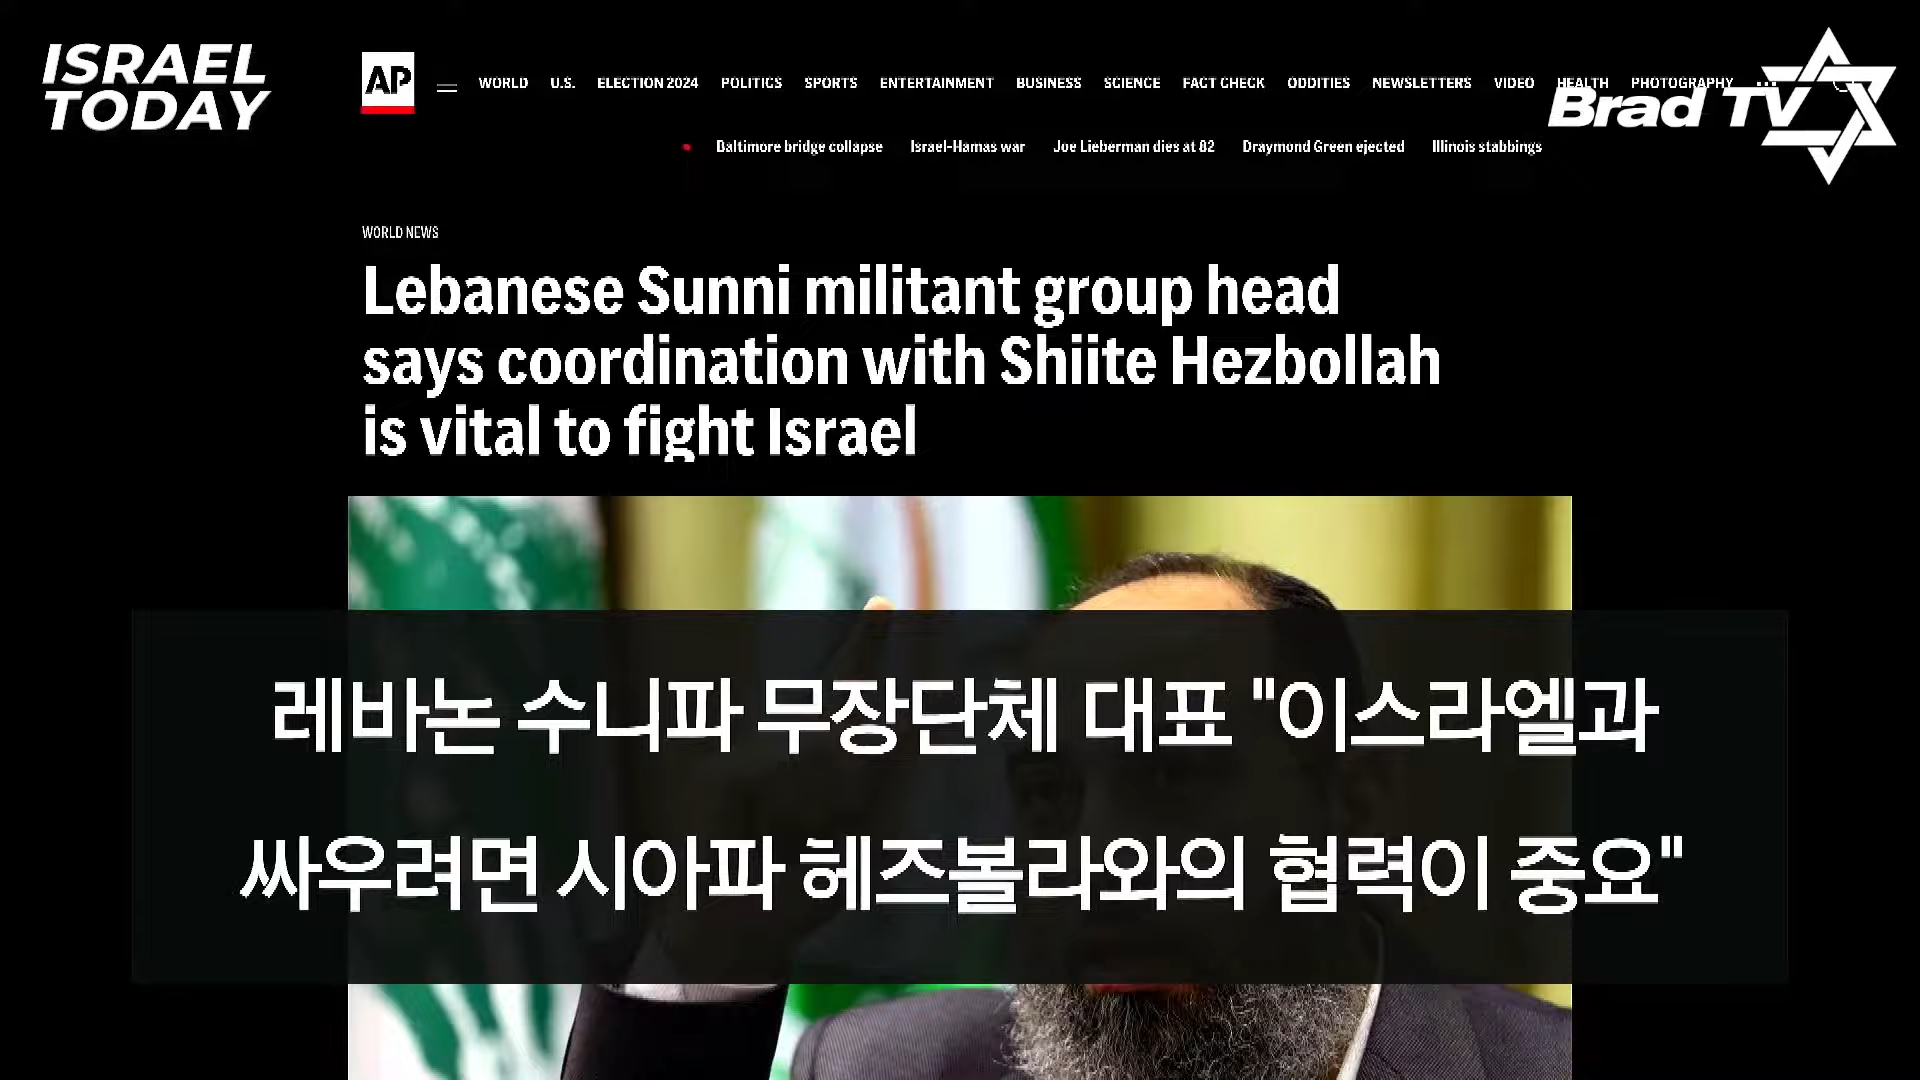 ISRAEL
TODAY
AP
WORLD U.S. ELECTION 2024 POLITICS SPORTS ENTERTAINMENT BUSINESS SCIENCE FACT CHECK ODDITIES NEWSLETTERS VIDEO HEALTH PHOTOGRAPHY ...
Brad TV
Baltimore bridge collapse Israel-Hamas war Joe Lieberman dies at 82 Draymond Green ejected Illinois stabbings
WORLD NEWS
Lebanese Sunni militant group head
says coordination with Shiite Hezbollah
is vital to fight Israel
레바논 수니파 무장단체 대표 "이스라엘과
싸우려면 시아파 헤즈볼라와의 협력이 중요"